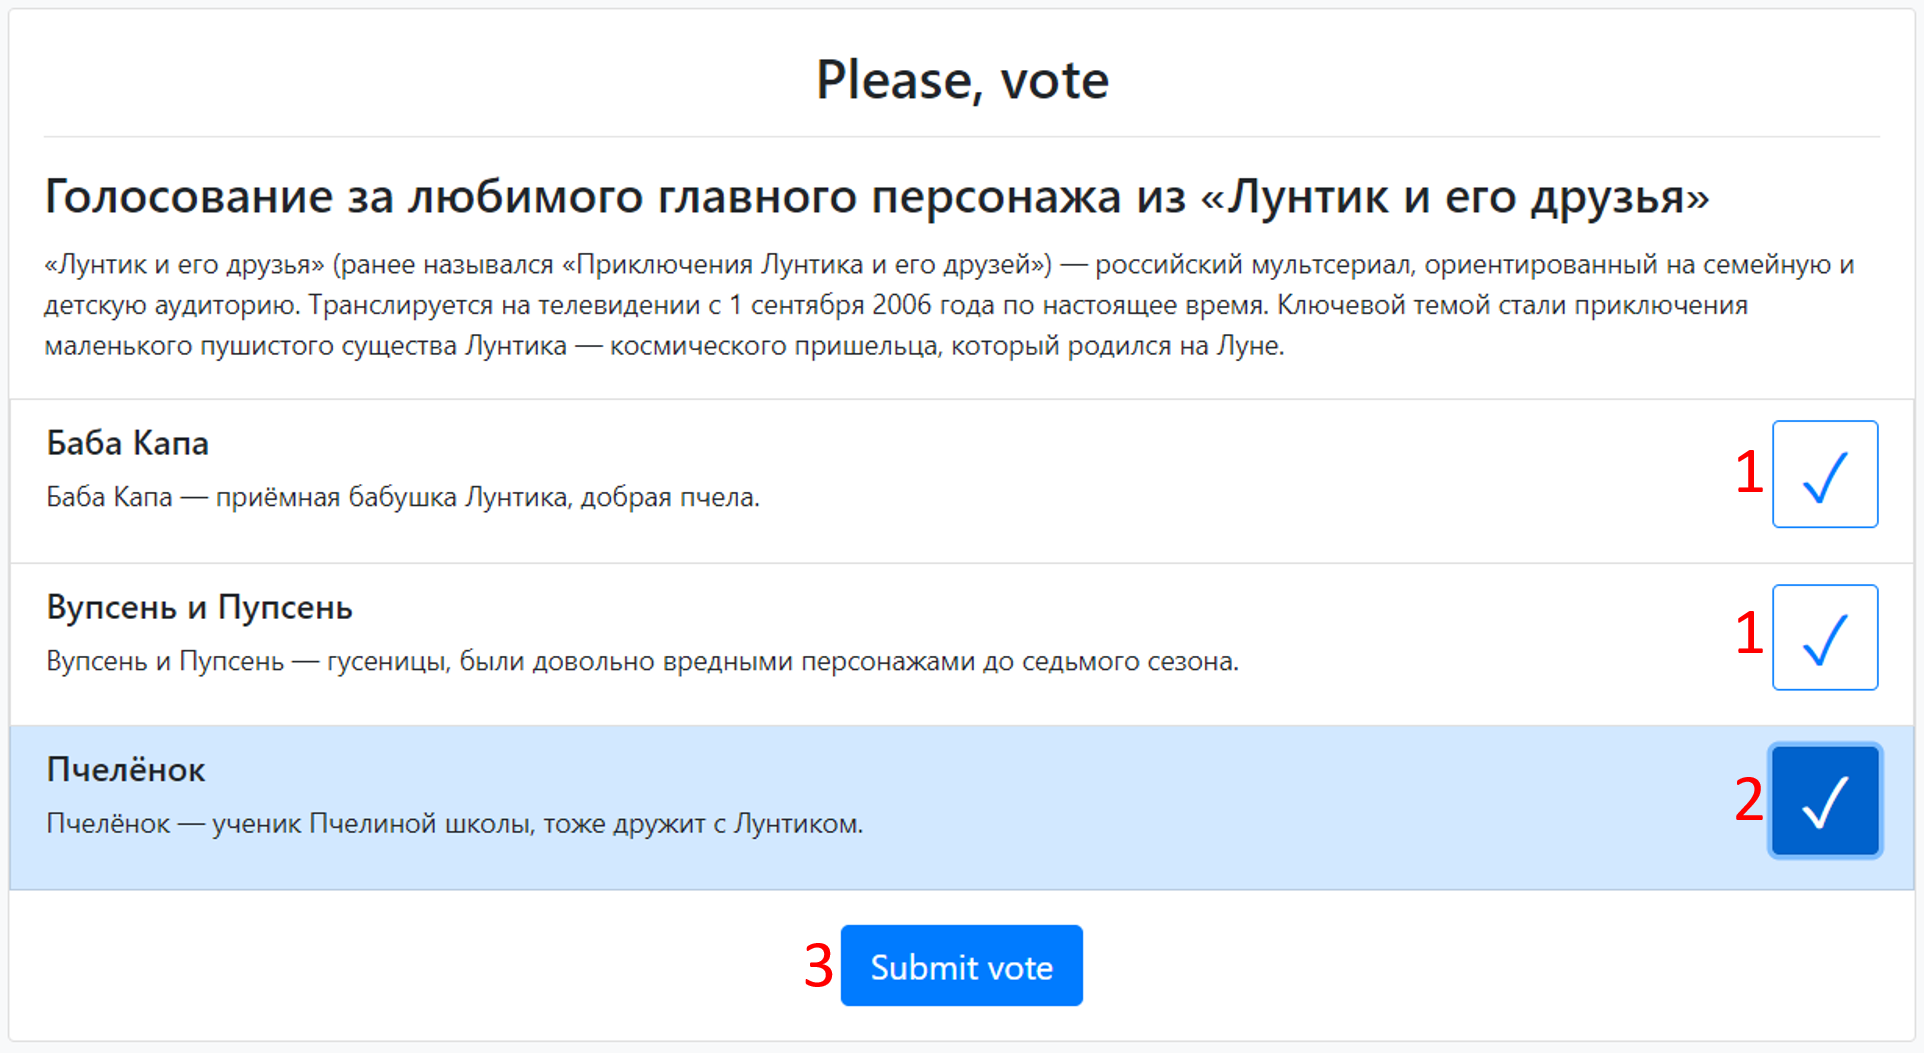 Please, vote
Голосование за любимого главного персонажа из «Лунтик и его друзья»
«Лунтик и его друзья» (ранее назывался «Приключения Лунтика и его друзей») — российский мультсериал, ориентированный на семейную и
детскую аудиторию. Транслируется на телевидении с 1 сентября 2006 года по настоящее время. Ключевой темой стали приключения
маленького пушистого существа Лунтика — космического пришельца, который родился на Луне.
Баба Капа
1 ✓
Баба Капа — приёмная бабушка Лунтика, добрая пчела.
Вупсень и Пупсень
1 ✓
Вупсень и Пупсень — гусеницы, были довольно вредными персонажами до седьмого сезона.
Пчелёнок
2 ✓
Пчелёнок — ученик Пчелиной школы, тоже дружит с Лунтиком.
3 Submit vote